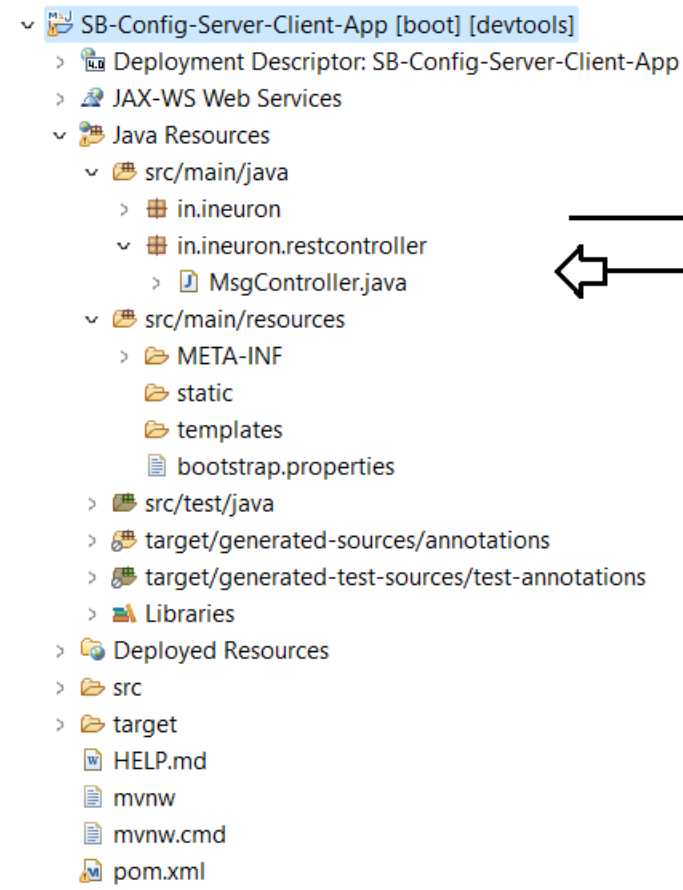 SB-Config-Server-Client-App [boot] [devtools]
Deployment Descriptor: SB-Config-Server-Client-App
JAX-WS Web Services
Java Resources
src/main/java
in.ineuron
in.ineuron.restcontroller
MsgController.java
src/main/resources
META-INF
static
templates
bootstrap.properties
src/test/java
target/generated-sources/annotations
target/generated-test-sources/test-annotations
Libraries
Deployed Resources
src
target
HELP.md
mvnw
mvnw.cmd
pom.xml